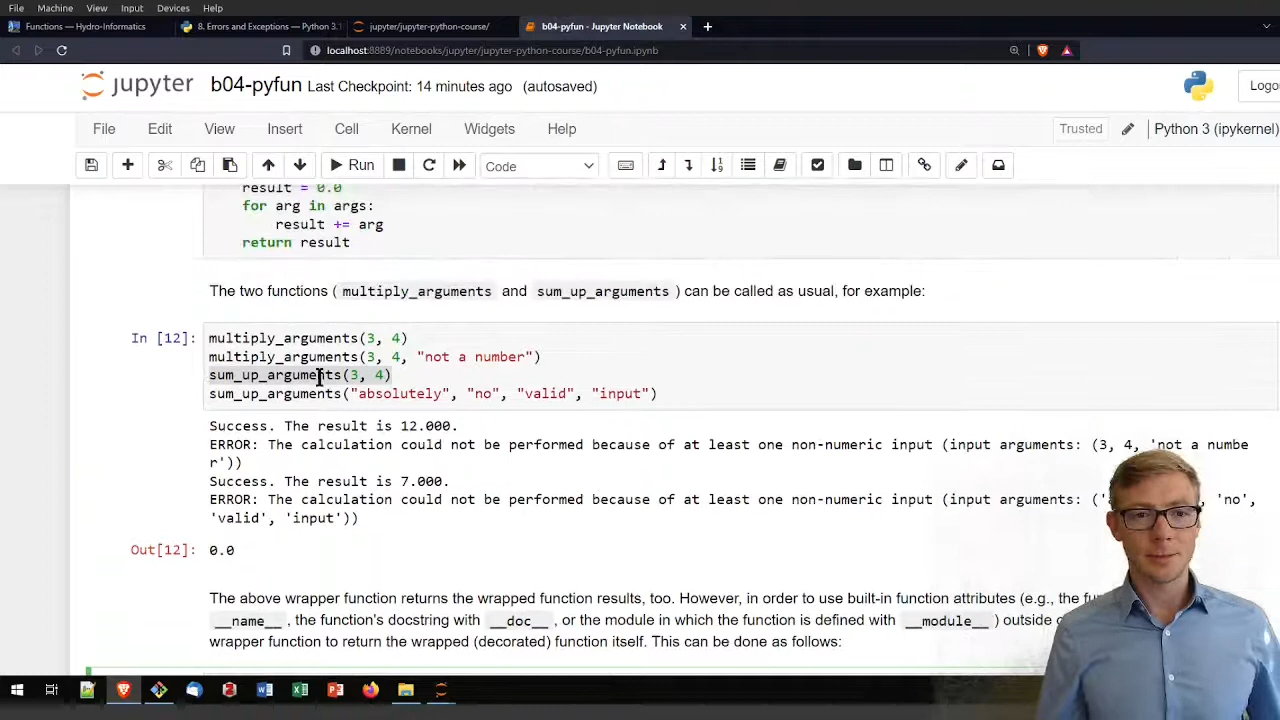 File Machine View Input Devices Help
Functions — Hydro-Informatics
8. Errors and Exceptions — Python 3.1
jupyter/jupyter-python-course/
b04-pyfun - Jupyter Notebook
localhost:8889/notebooks/jupyter/jupyter-python-course/b04-pyfun.ipynb
jupyter b04-pyfun Last Checkpoint: 14 minutes ago (autosaved)
File Edit View Insert Cell Kernel Widgets Help Trusted Python 3 (ipykernel)
Run Code
result = 0.0
for arg in args:
result += arg
return result
The two functions ( multiply_arguments and sum_up_arguments ) can be called as usual, for example:
In [12]: multiply_arguments(3, 4)
multiply_arguments(3, 4, "not a number")
sum_up_arguments(3, 4)
sum_up_arguments("absolutely", "no", "valid", "input")
Success. The result is 12.000.
ERROR: The calculation could not be performed because of at least one non-numeric input (input arguments: (3, 4, 'not a numbe
r'))
Success. The result is 7.000.
ERROR: The calculation could not be performed because of at least one non-numeric input (input arguments: ('a , 'no',
'valid', 'input'))
Out[12]: 0.0
The above wrapper function returns the wrapped function results, too. However, in order to use built-in function attributes (e.g., the
__name__ , the function's docstring with __doc__ , or the module in which the function is defined with __module__ ) outside
wrapper function to return the wrapped (decorated) function itself. This can be done as follows: